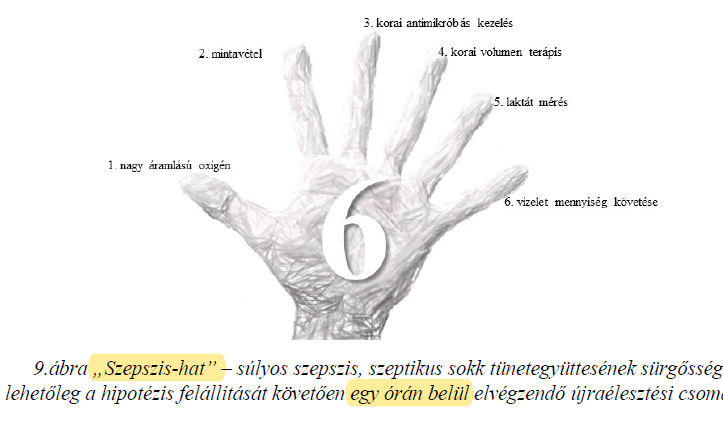 3. korai antimikróbás kezelés
2. mintavétel
4. korai volumen terápis
5. laktát mérés
1. nagy áramlású oxigén
6. vizelet mennyiség követése
6
9.ábra „Szepszis-hat” – súlyos szepszis, szeptikus sokk tünetegyüttesének sürgősség
lehetőleg a hipotézis felállítását követően egy órán belül elvégzendő újraélesztési csom